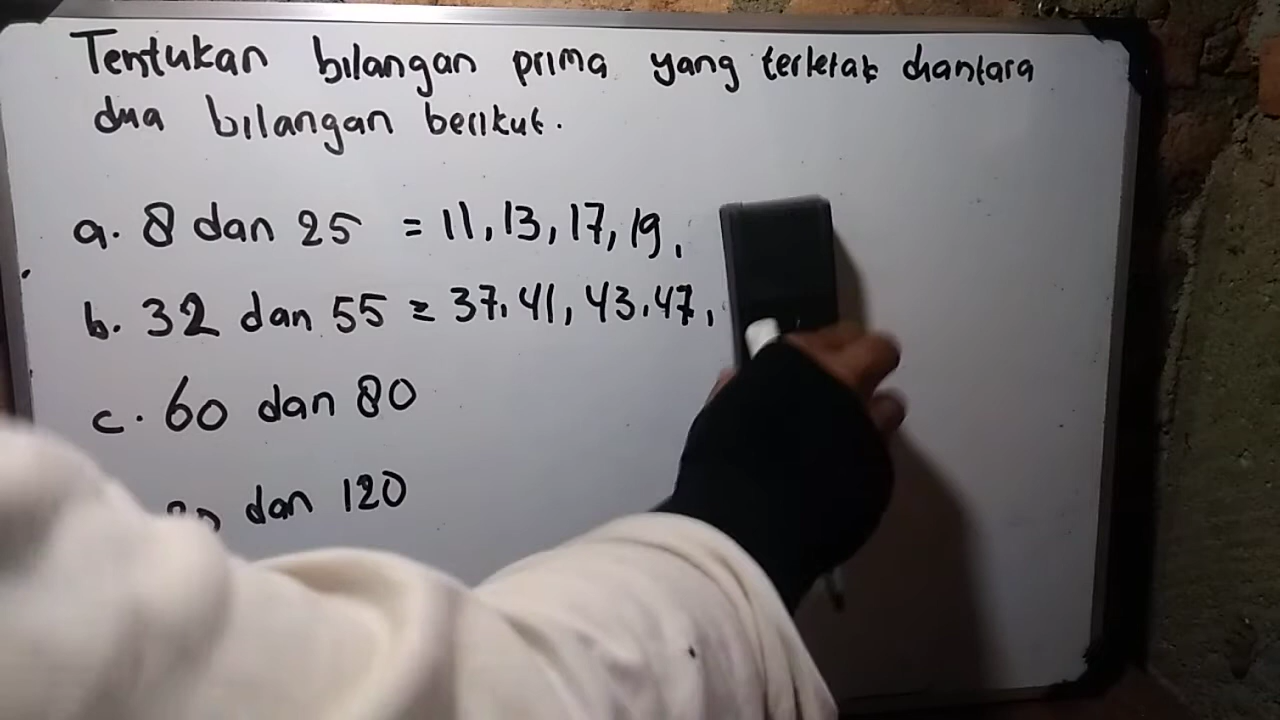 Tentukan bilangan prima yang terletak diantara
dua bilangan berikut.
a. 8 dan 25 = 11, 13, 17, 19,
b. 32 dan 55 = 37, 41, 43, 47,
c. 60 dan 80
dan 120